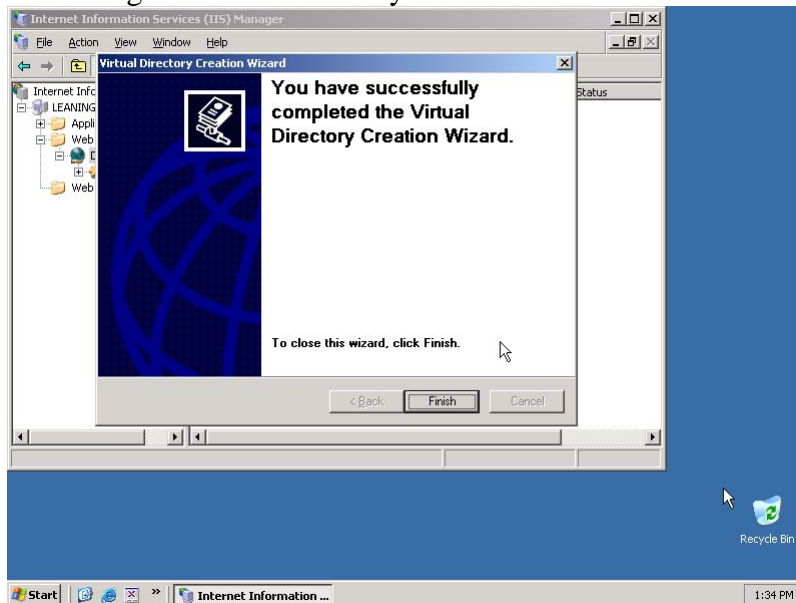 Internet Information Services (IIS) Manager
File Action View Window Help
Virtual Directory Creation Wizard
Internet Info
Status
LEANING
Appli
Web
Web
You have successfully
completed the Virtual
Directory Creation Wizard.
To close this wizard, click Finish.
< Back Finish Cancel
Recycle Bin
Start » Internet Information ... 1:34 PM